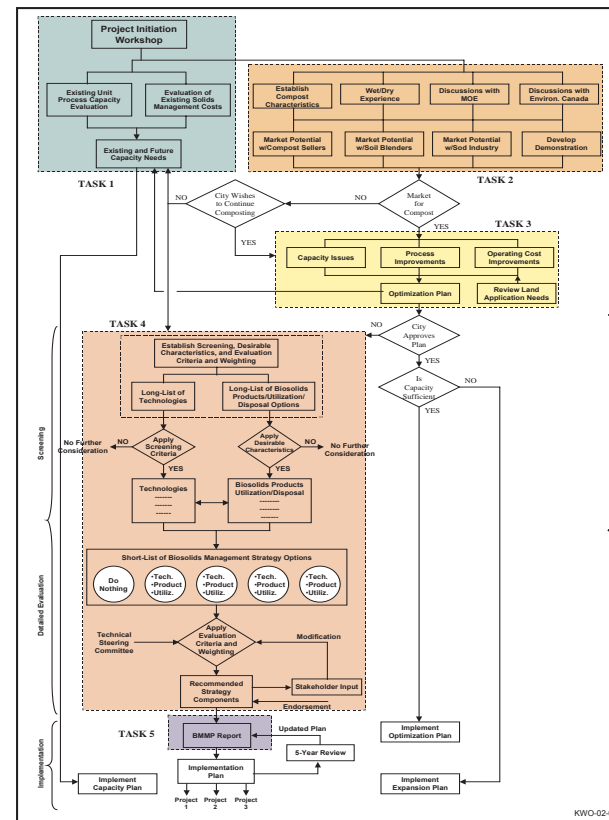 Project Initiation
Workshop
Existing Unit
Process Capacity
Evaluation
Evaluation of
Existing Solids
Management Costs
Existing and Future
Capacity Needs
TASK 1
Establish
Compost
Characteristics
Wet/Dry
Experience
Discussions with
MOE
Discussions with
Environ. Canada
Market Potential
w/Compost Sellers
Market Potential
w/Soil Blenders
Market Potential
w/Sod Industry
Develop
Demonstration
TASK 2
City Wishes
to Continue
Composting
NO
Market
for
Compost
NO
YES
YES
TASK 3
Capacity Issues
Process
Improvements
Operating Cost
Improvements
Optimization Plan
Review Land
Application Needs
TASK 4
NO
City
Approves
Plan
YES
Is
Capacity
Sufficient
NO
YES
Establish Screening, Desirable
Characteristics, and Evaluation
Criteria and Weighting
Long-List of
Technologies
Long-List of Biosolids
Products/Utilization/
Disposal Options
Screening
No Further
Consideration
NO
Apply
Screening
Criteria
YES
Apply
Desirable
Characteristics
NO
No Further
Consideration
YES
Technologies
-------
-------
------
Biosolids Products
Utilization/Disposal
--------
--------
-------
Detailed Evaluation
Short-List of Biosolids Management Strategy Options
Do
Nothing
•Tech.
•Product
•Utiliz.
•Tech.
•Product
•Utiliz.
•Tech.
•Product
•Utiliz.
•Tech.
•Product
•Utiliz.
Technical
Steering
Committee
Apply
Evaluation
Criteria and
Weighting
Modification
Recommended
Strategy
Components
Stakeholder Input
Endorsement
TASK 5
BMMP Report
Updated Plan
5-Year Review
Implement
Optimization Plan
Implementation
Implement
Capacity Plan
Implementation
Plan
Implement
Expansion Plan
Project
1
Project
2
Project
3
KWO-02-